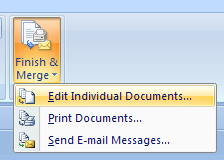 Finish &
Merge
Edit Individual Documents...
Print Documents...
Send E-mail Messages...